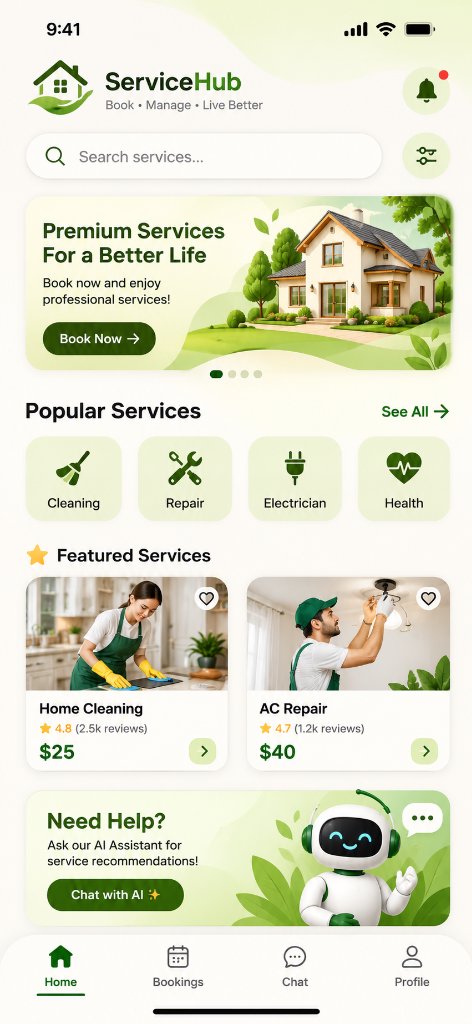 9:41
ServiceHub
Book • Manage • Live Better
Search services...
Premium Services
For a Better Life
Book now and enjoy
professional services!
Book Now →
Popular Services
See All →
Cleaning
Repair
Electrician
Health
Featured Services
Home Cleaning
4.8 (2.5k reviews)
$25
AC Repair
4.7 (1.2k reviews)
$40
Need Help?
Ask our AI Assistant for
service recommendations!
Chat with AI ✨
Home
Bookings
Chat
Profile